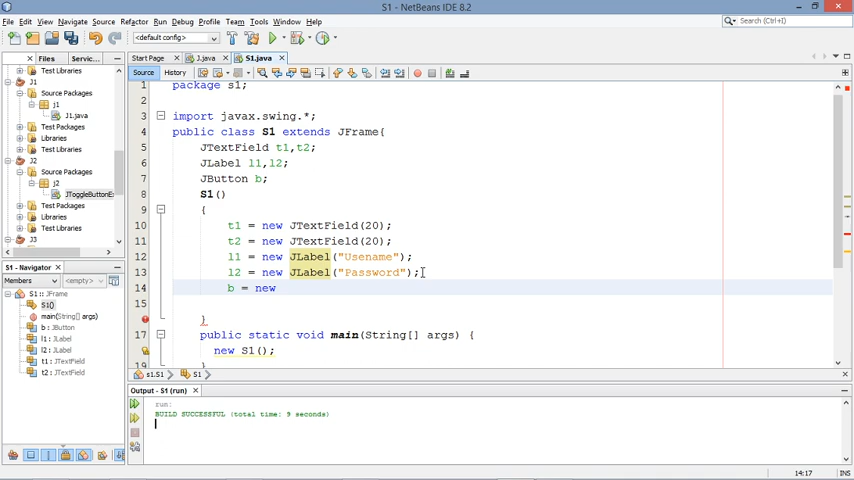 S1 - NetBeans IDE 8.2
File Edit View Navigate Source Refactor Run Debug Profile Team Tools Window Help
Search (Ctrl+I)
<default config>
Files Servic...
Start Page J.java S1.java
Source History
Test Libraries
J1
Source Packages
j1
J1.java
Test Packages
Libraries
Test Libraries
J2
Source Packages
j2
JToggleButtonEx
Test Packages
Libraries
Test Libraries
J3
1 package s1;
2
3 import javax.swing.*;
4 public class S1 extends JFrame{
5 JTextField t1,t2;
6 JLabel l1,l2;
7 JButton b;
8 S1()
9 {
10 t1 = new JTextField(20);
11 t2 = new JTextField(20);
12 l1 = new JLabel("Usename");
13 l2 = new JLabel("Password");
14 b = new
15
}
17 public static void main(String[] args) {
new S1();
19 }
S1 - Navigator
Members <empty>
S1 :: JFrame
S1()
main(String[] args)
b : JButton
l1 : JLabel
l2 : JLabel
t1 : JTextField
t2 : JTextField
s1.S1 S1
Output - S1 (run)
run:
BUILD SUCCESSFUL (total time: 9 seconds)
14:17 INS